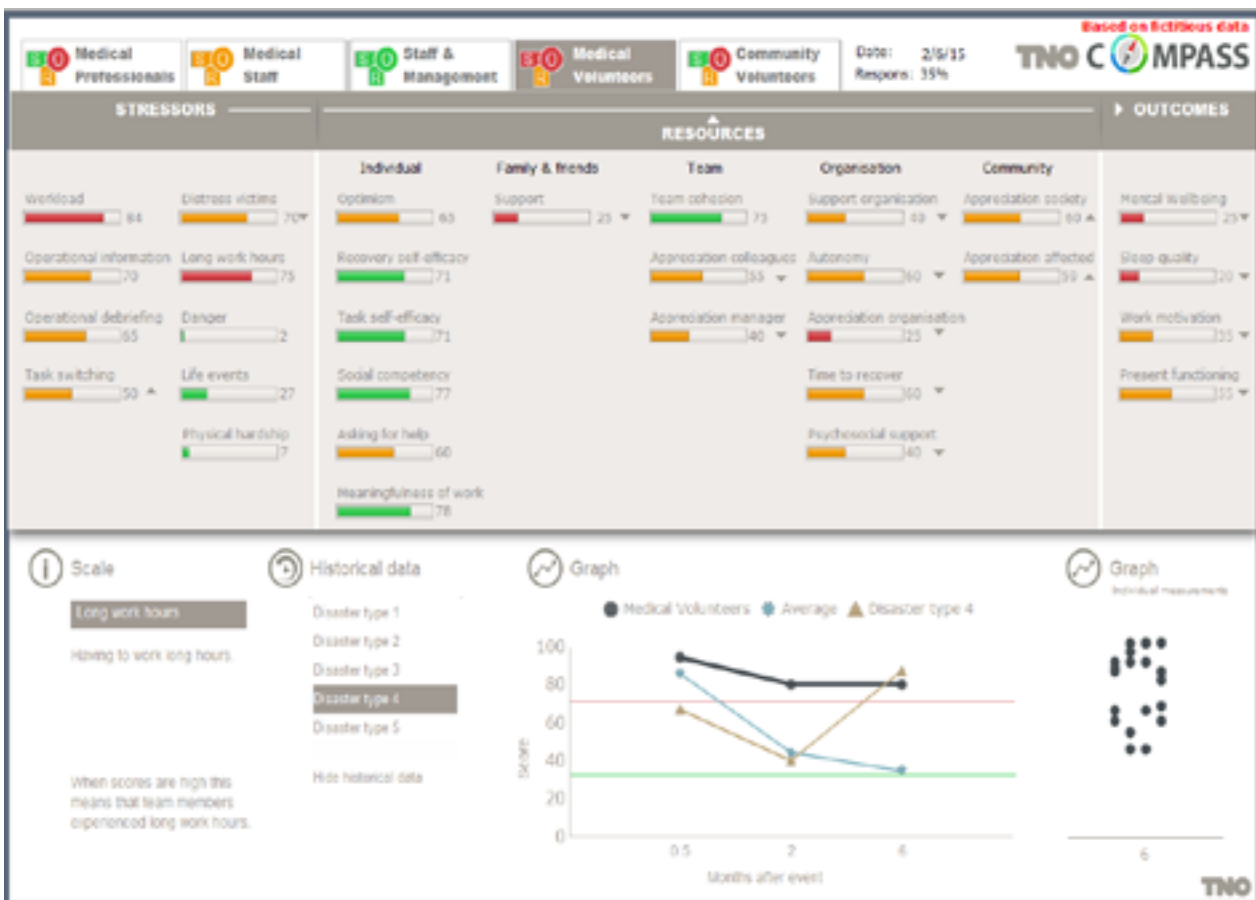 Based on fictitious data
Medical Professionals
Medical Staff
Staff & Management
Medical Volunteers
Community Volunteers
Date: 2/6/15
Respons: 35%
TNO COMPASS
STRESSORS
RESOURCES
OUTCOMES
Individual
Family & friends
Team
Organisation
Community
Workload
84
Operational information
70
Operational debriefing
65
Task switching
50
Distress victims
70
Long work hours
75
Danger
2
Life events
27
Physical hardship
7
Optimism
65
Recovery self-efficacy
71
Task self-efficacy
71
Social competency
77
Asking for help
60
Meaningfulness of work
78
Support
25
Team cohesion
75
Appreciation colleagues
55
Appreciation manager
40
Support organisation
40
Autonomy
60
Appreciation organisation
25
Time to recover
60
Psychosocial support
40
Appreciation society
60
Appreciation affected
59
Mental Wellbeing
25
Sleep quality
20
Work motivation
35
Present functioning
55
Scale
Long work hours
Having to work long hours.
When scores are high this
means that team members
experienced long work hours.
Historical data
Disaster type 1
Disaster type 2
Disaster type 3
Disaster type 4
Disaster type 5
Hide historical data
Graph
Medical Volunteers
Average
Disaster type 4
100
80
60
40
20
0
Score
0.5
2
6
Months after event
Graph
Individual measurements
6
TNO